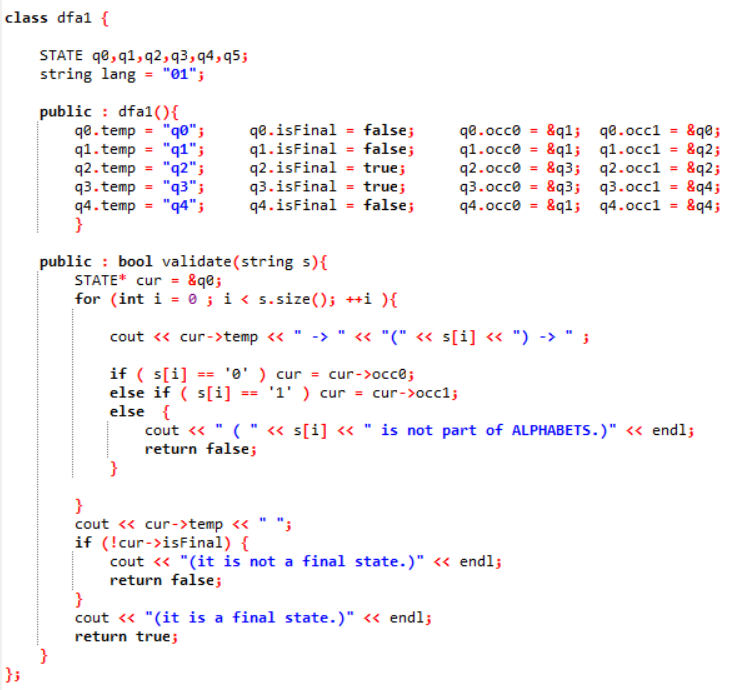 class dfa1 {
STATE q0,q1,q2,q3,q4,q5;
string lang = "01";
public : dfa1(){
q0.temp = "q0"; q0.isFinal = false; q0.occ0 = &q1; q0.occ1 = &q0;
q1.temp = "q1"; q1.isFinal = false; q1.occ0 = &q1; q1.occ1 = &q2;
q2.temp = "q2"; q2.isFinal = true; q2.occ0 = &q3; q2.occ1 = &q2;
q3.temp = "q3"; q3.isFinal = true; q3.occ0 = &q3; q3.occ1 = &q4;
q4.temp = "q4"; q4.isFinal = false; q4.occ0 = &q1; q4.occ1 = &q4;
}
public : bool validate(string s){
STATE* cur = &q0;
for (int i = 0 ; i < s.size(); ++i ){
cout << cur->temp << " -> " << "(" << s[i] << ") -> " ;
if ( s[i] == '0' ) cur = cur->occ0;
else if ( s[i] == '1' ) cur = cur->occ1;
else {
cout << " ( " << s[i] << " is not part of ALPHABETS.)" << endl;
return false;
}
}
cout << cur->temp << " ";
if (!cur->isFinal) {
cout << "(it is not a final state.)" << endl;
return false;
}
cout << "(it is a final state.)" << endl;
return true;
}
};